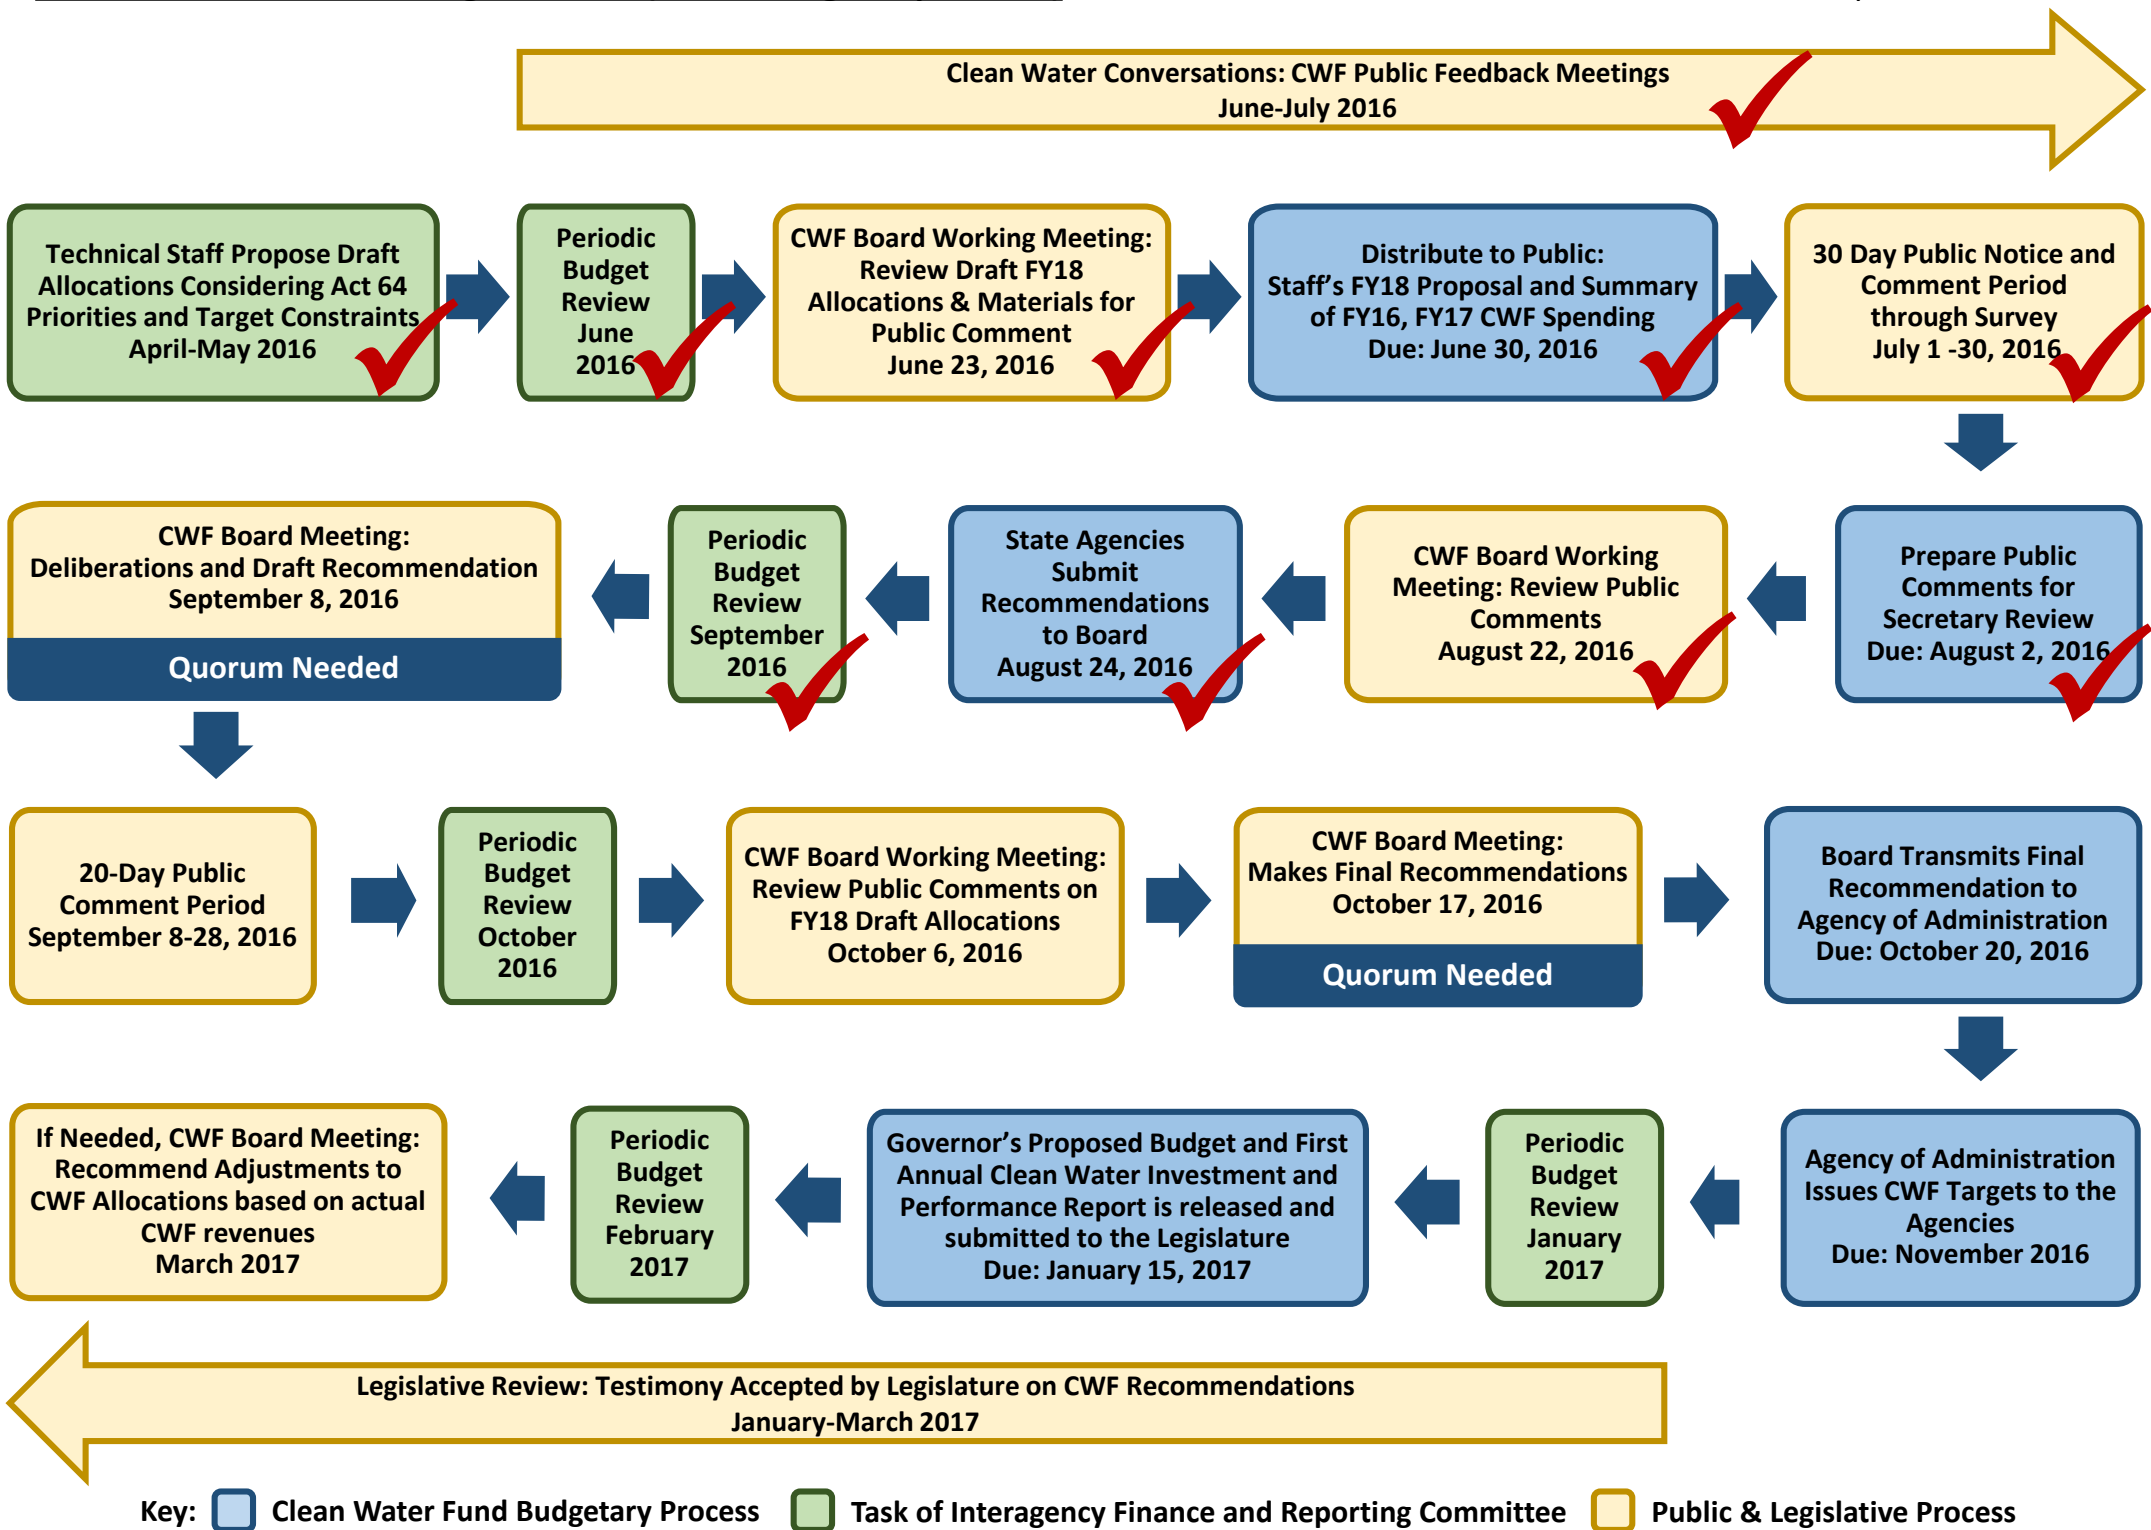 Clean Water Conversations: CWF Public Feedback Meetings
June-July 2016
Technical Staff Propose Draft
Allocations Considering Act 64
Priorities and Target Constraints
April-May 2016
Periodic
Budget
Review
June
2016
CWF Board Working Meeting:
Review Draft FY18
Allocations & Materials for
Public Comment
June 23, 2016
Distribute to Public:
Staff's FY18 Proposal and Summary
of FY16, FY17 CWF Spending
Due: June 30, 2016
30 Day Public Notice and
Comment Period
through Survey
July 1 -30, 2016
Prepare Public
Comments for
Secretary Review
Due: August 2, 2016
CWF Board Working
Meeting: Review Public
Comments
August 22, 2016
State Agencies
Submit
Recommendations
to Board
August 24, 2016
Periodic
Budget
Review
September
2016
CWF Board Meeting:
Deliberations and Draft Recommendation
September 8, 2016
Quorum Needed
20-Day Public
Comment Period
September 8-28, 2016
Periodic
Budget
Review
October
2016
CWF Board Working Meeting:
Review Public Comments on
FY18 Draft Allocations
October 6, 2016
CWF Board Meeting:
Makes Final Recommendations
October 17, 2016
Quorum Needed
Board Transmits Final
Recommendation to
Agency of Administration
Due: October 20, 2016
Agency of Administration
Issues CWF Targets to the
Agencies
Due: November 2016
Periodic
Budget
Review
January
2017
Governor's Proposed Budget and First
Annual Clean Water Investment and
Performance Report is released and
submitted to the Legislature
Due: January 15, 2017
Periodic
Budget
Review
February
2017
If Needed, CWF Board Meeting:
Recommend Adjustments to
CWF Allocations based on actual
CWF revenues
March 2017
Legislative Review: Testimony Accepted by Legislature on CWF Recommendations
January-March 2017
Key: Clean Water Fund Budgetary Process Task of Interagency Finance and Reporting Committee Public & Legislative Process